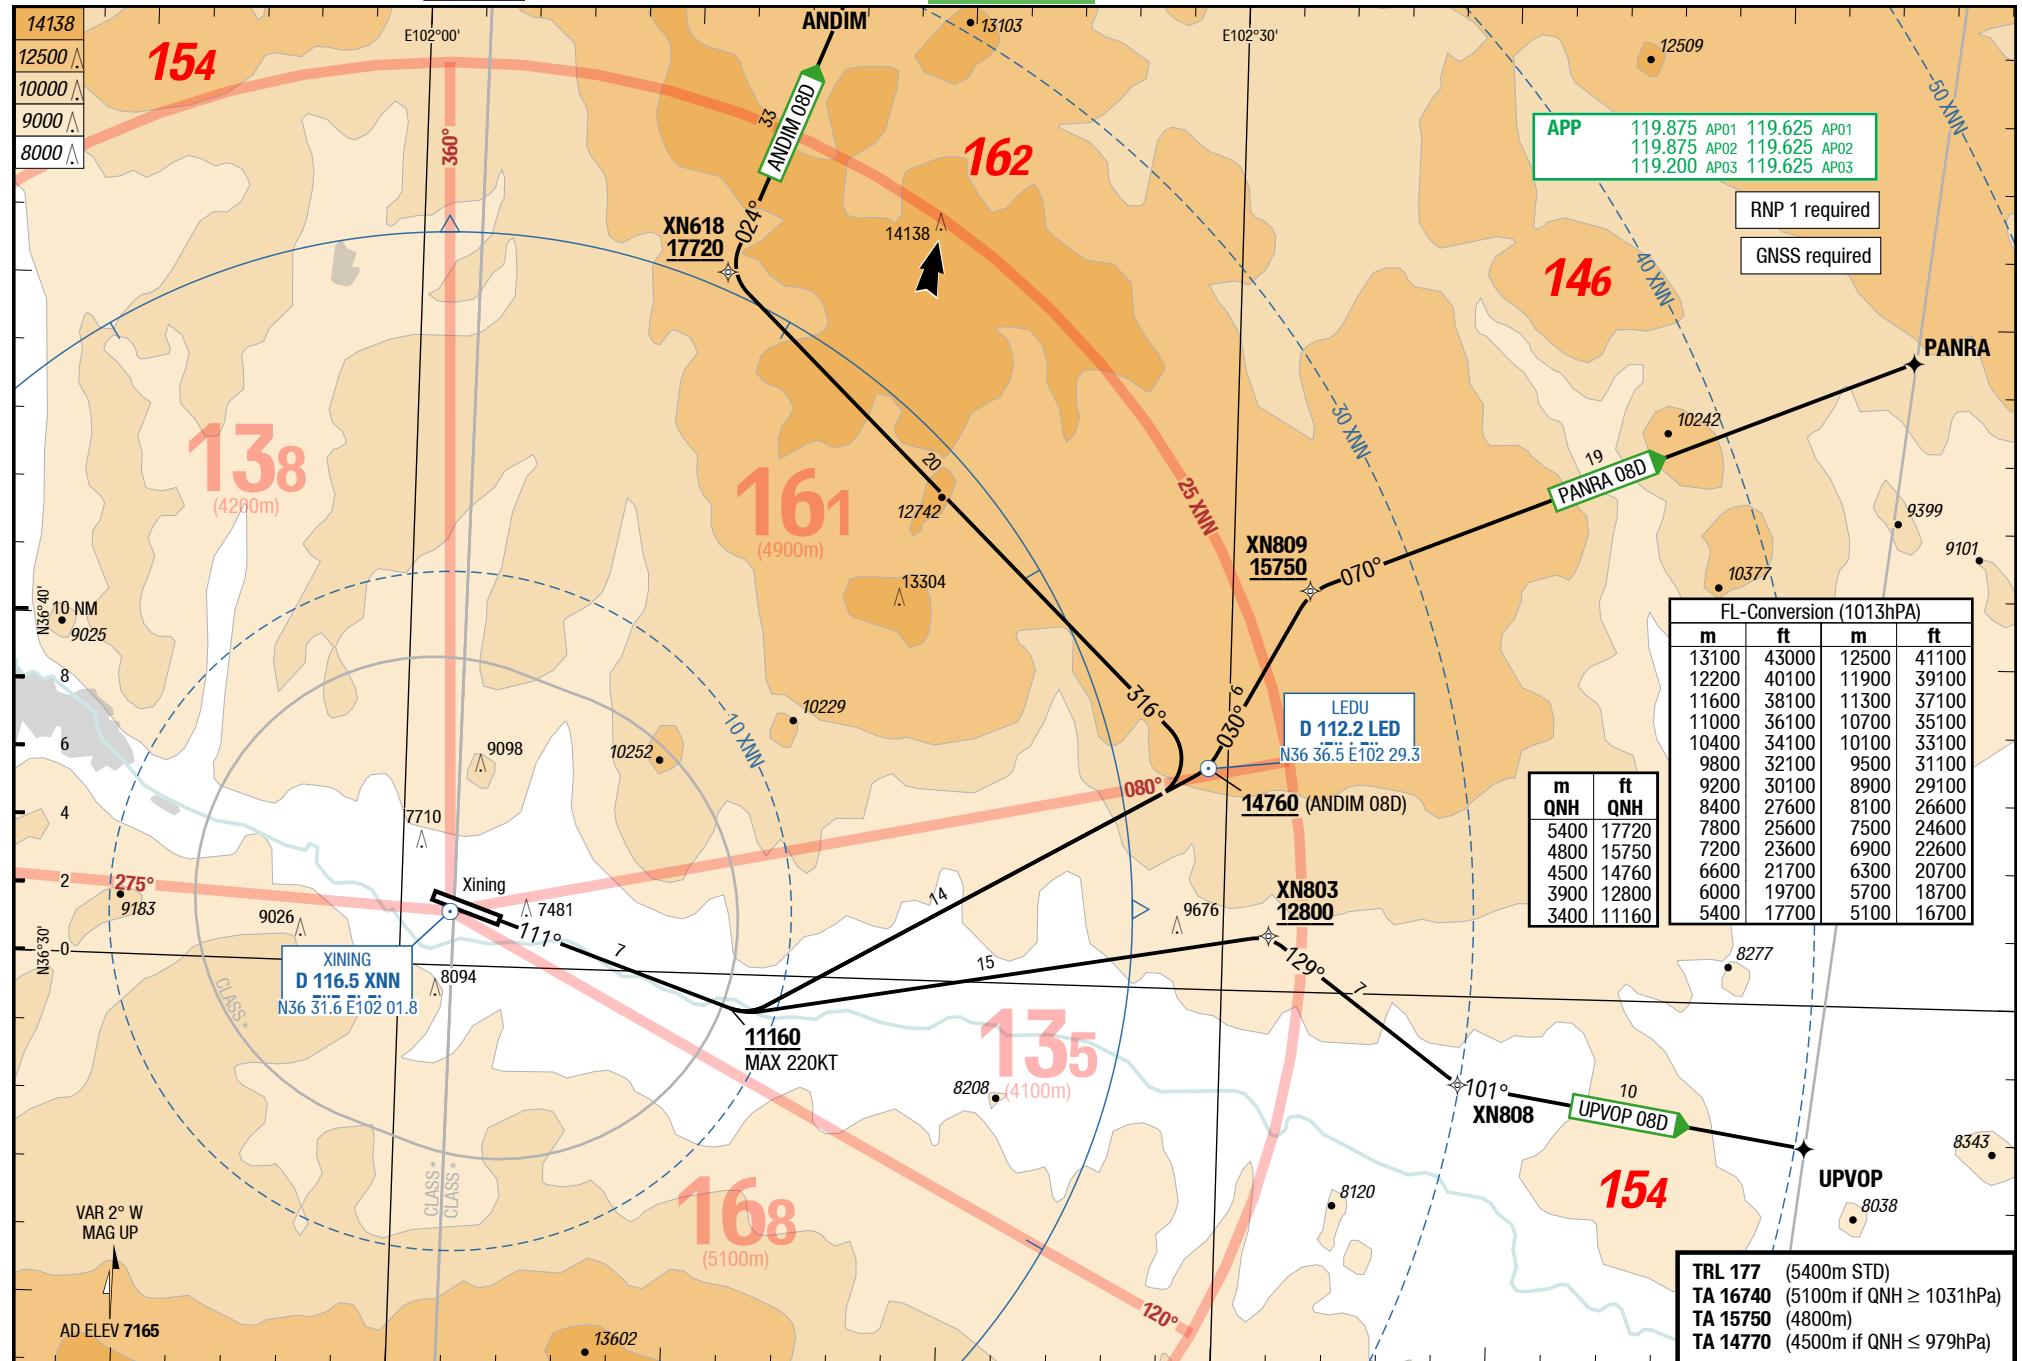 14138
12500
10000
9000
8000
154
E102°00'
ANDIM
13103
E102°30'
12509
50 XNN
360°
33
ANDIM 08D
162
APP 119.875 AP01 119.625 AP01
119.875 AP02 119.625 AP02
119.200 AP03 119.625 AP03
RNP 1 required
GNSS required
XN618
17720
024°
14138
146
40 XNN
PANRA
138
(4200m)
161
(4900m)
20
12742
25 XNN
30 XNN
10242
19
PANRA 08D
9399
9101
XN809
15750
070°
10377
13304
N36°40'
10 NM
9025
8
6
4
2
0
FL-Conversion (1013hPA)
m ft m ft
13100 43000 12500 41100
12200 40100 11900 39100
11600 38100 11300 37100
11000 36100 10700 35100
10400 34100 10100 33100
9800 32100 9500 31100
9200 30100 8900 29100
8400 27600 8100 26600
7800 25600 7500 24600
7200 23600 6900 22600
6600 21700 6300 20700
6000 19700 5700 18700
5400 17700 5100 16700
10229
10 XNN
9098
10252
316°
6
030°
LEDU
D 112.2 LED
N36 36.5 E102 29.3
080°
14760 (ANDIM 08D)
m ft
QNH QNH
5400 17720
4800 15750
4500 14760
3900 12800
3400 11160
7710
275°
9183
Xining
9026
7481
111°
7
14
9676
XN803
12800
15
129°
7
8277
N36°30'
XINING
D 116.5 XNN
N36 31.6 E102 01.8
8094
CLASS *
11160
MAX 220KT
135
(4100m)
8208
101°
XN808
10
UPVOP 08D
UPVOP
154
8343
8038
8120
CLASS *
CLASS *
168
(5100m)
120°
VAR 2° W
MAG UP
AD ELEV 7165
13602
TRL 177 (5400m STD)
TA 16740 (5100m if QNH ≥ 1031hPa)
TA 15750 (4800m)
TA 14770 (4500m if QNH ≤ 979hPa)